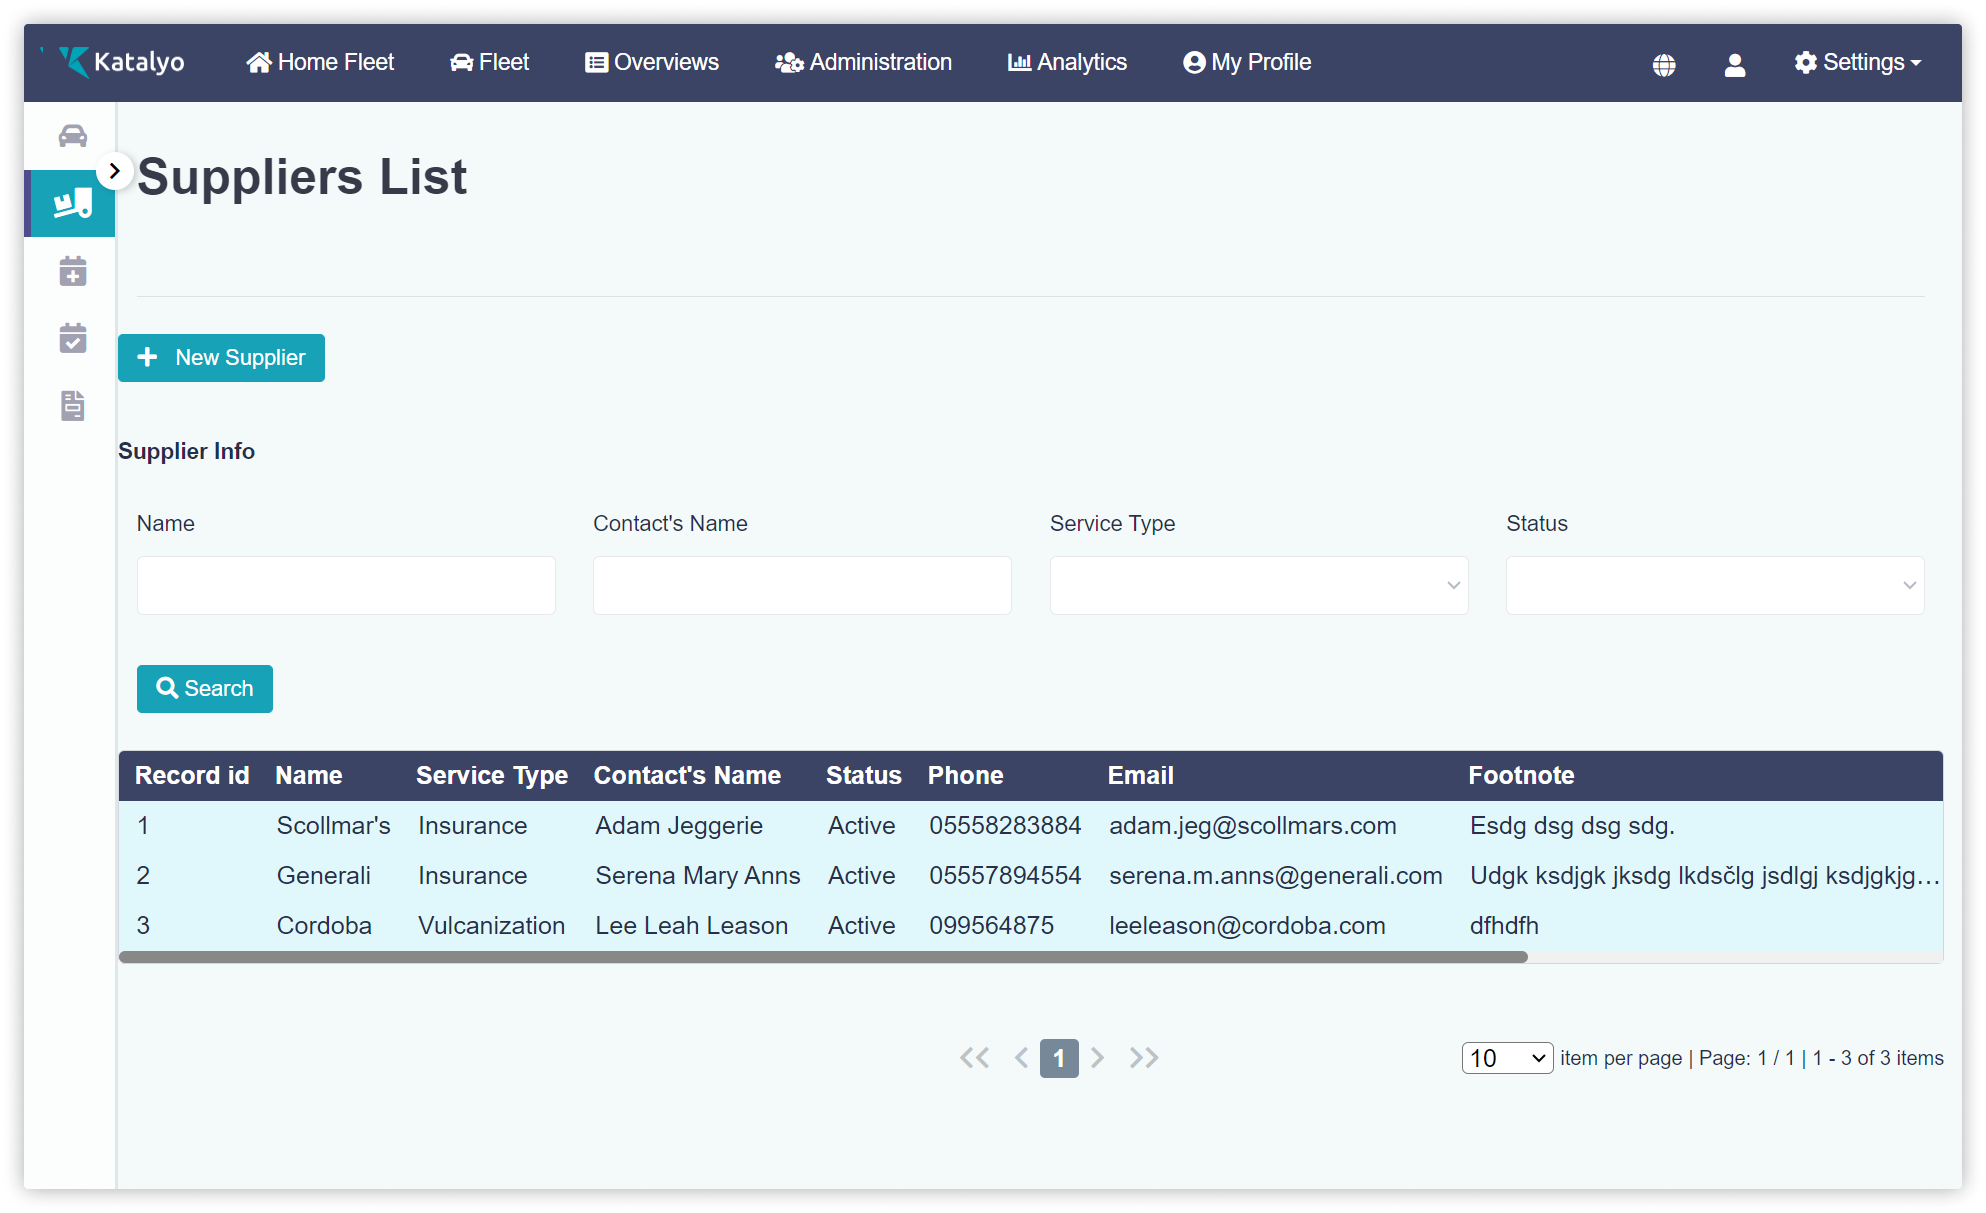 Katalyo Home Fleet Fleet Overviews Administration Analytics My Profile Settings
Suppliers List
New Supplier
Supplier Info
Name Contact's Name Service Type Status
Search
Record id Name Service Type Contact's Name Status Phone Email Footnote
1 Scollmar's Insurance Adam Jeggerie Active 05558283884 adam.jeg@scollmars.com Esdg dsg dsg sdg.
2 Generali Insurance Serena Mary Anns Active 05557894554 serena.m.anns@generali.com Udgk ksdjgk jksdg lkdsčlg jsdlgj ksdjgkjg…
3 Cordoba Vulcanization Lee Leah Leason Active 099564875 leeleason@cordoba.com dfhdfh
1 10 item per page | Page: 1 / 1 | 1 - 3 of 3 items